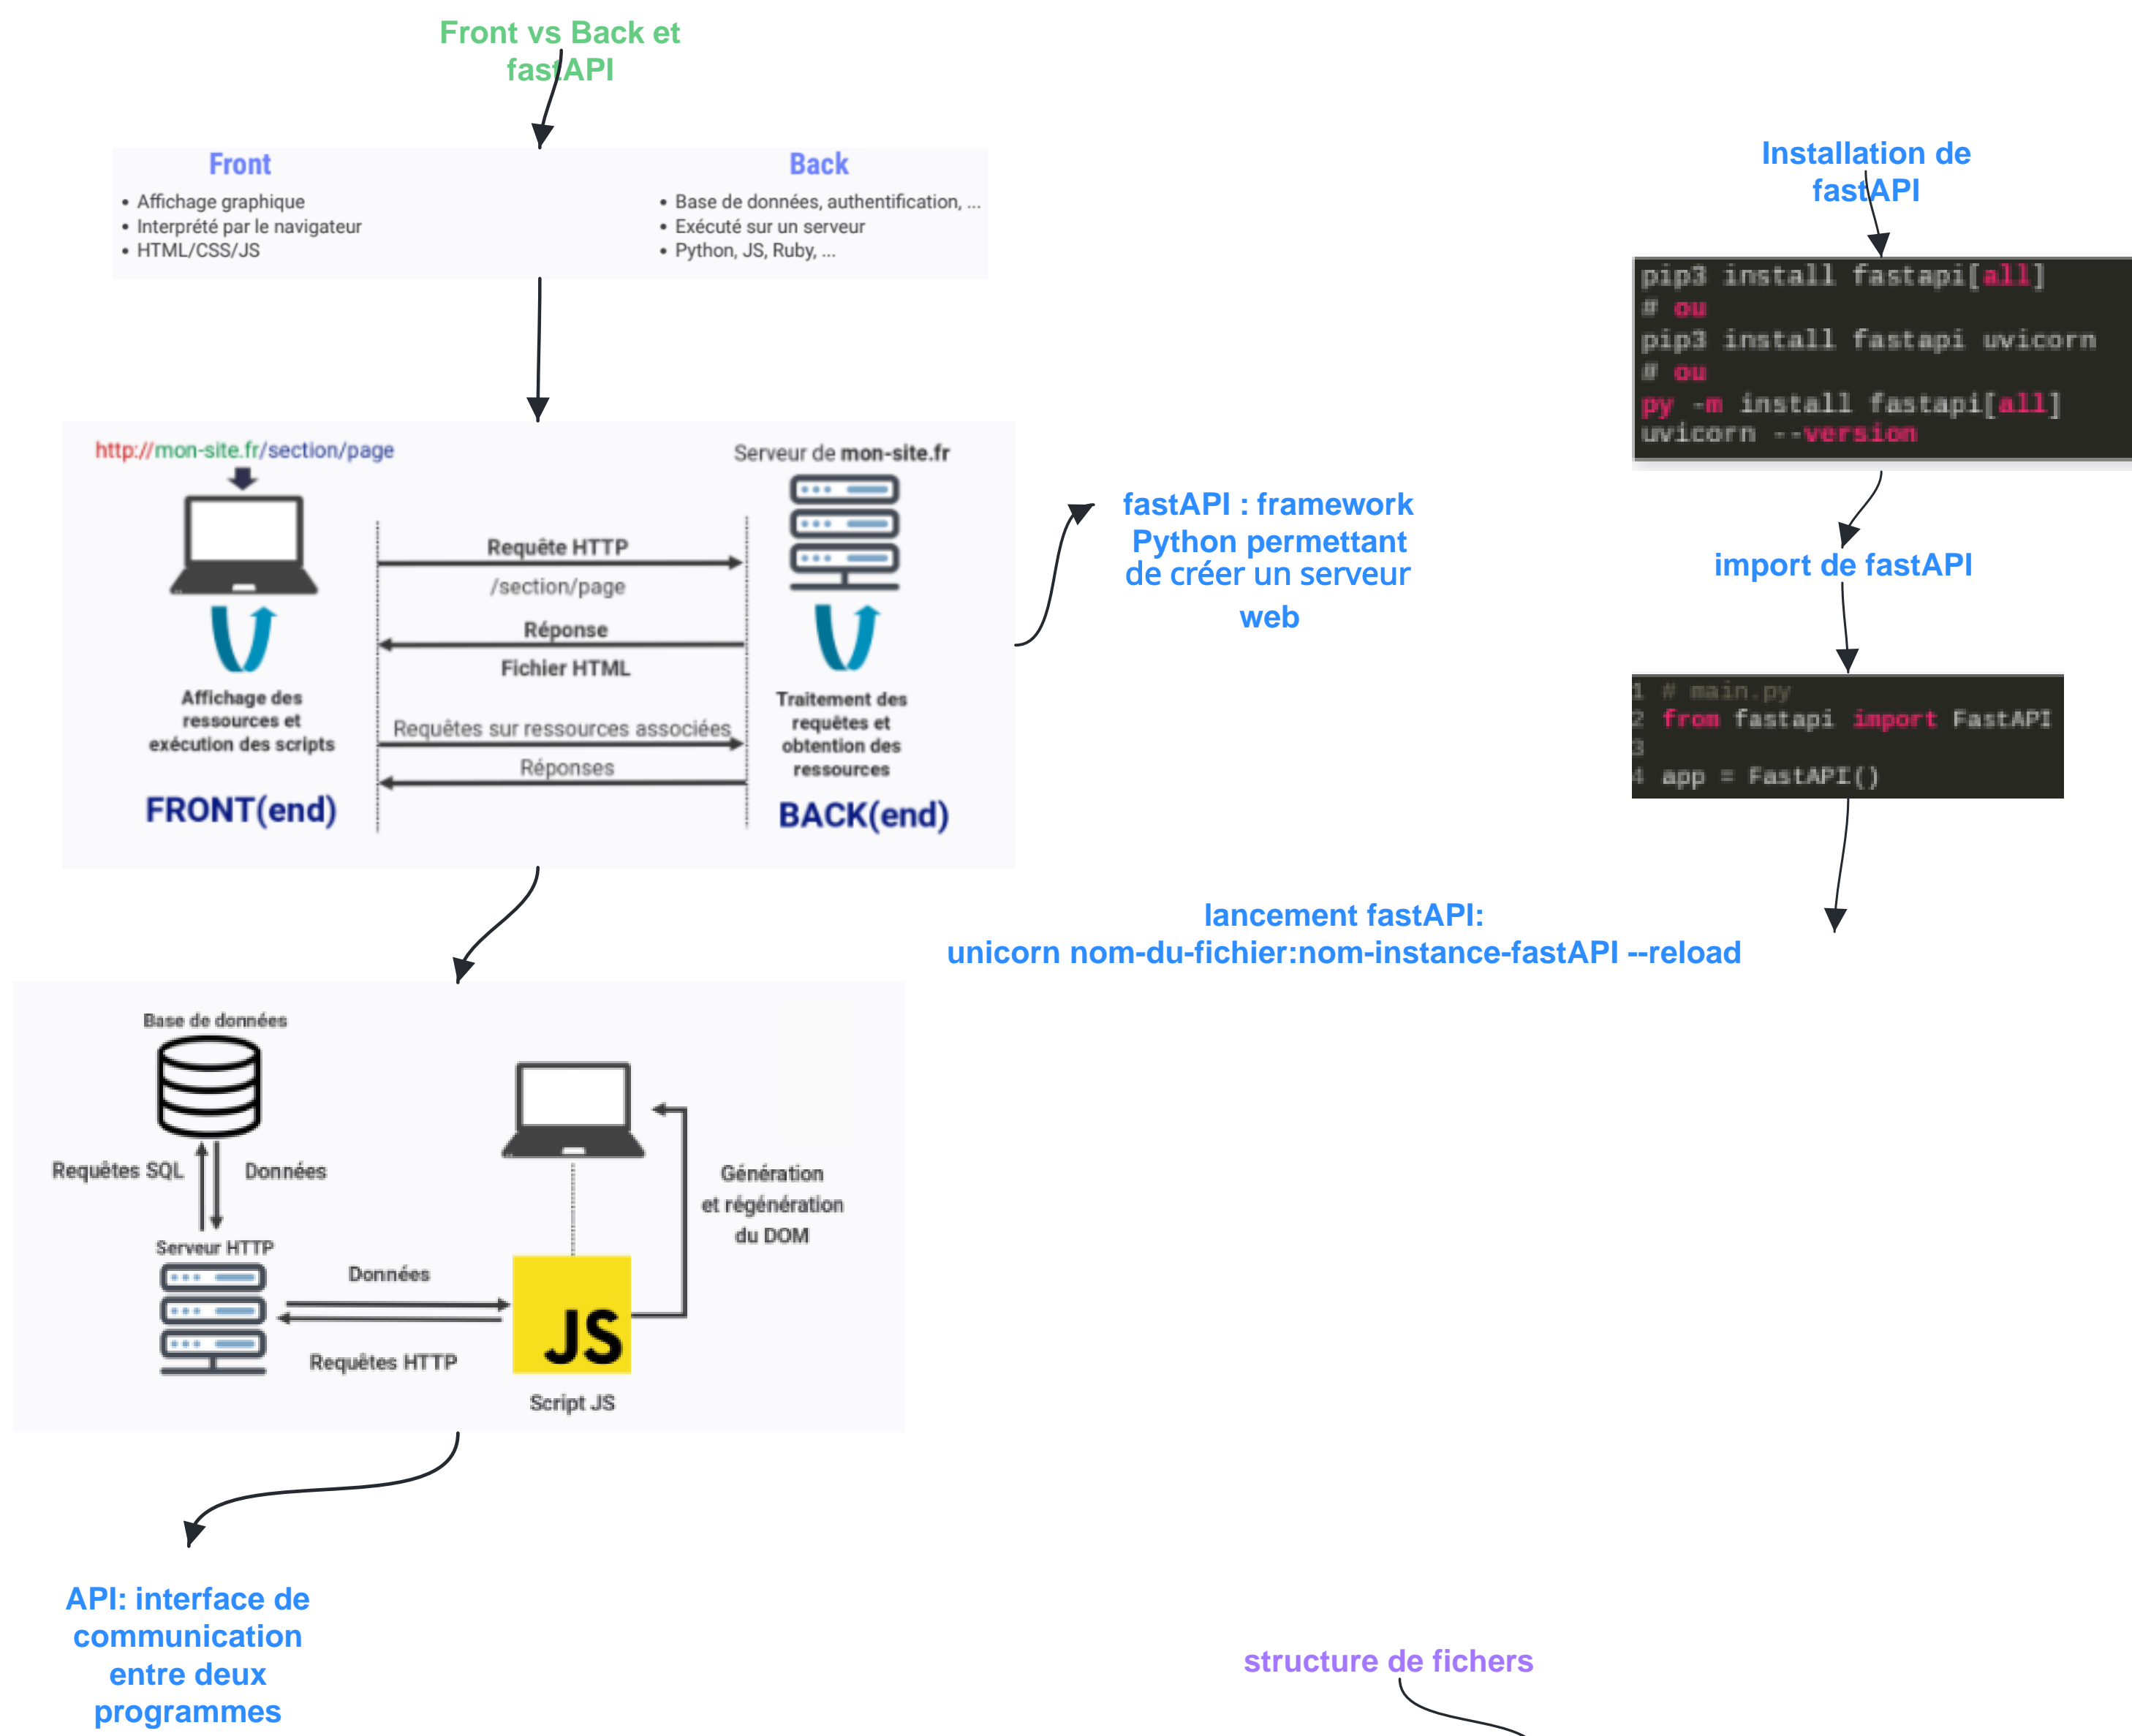 Front vs Back et
fastAPI
Front
• Affichage graphique
• Interprété par le navigateur
• HTML/CSS/JS
Back
• Base de données, authentification, ...
• Exécuté sur un serveur
• Python, JS, Ruby, ...
http://mon-site.fr/section/page
Serveur de mon-site.fr
Requête HTTP
/section/page
Réponse
Fichier HTML
Requêtes sur ressources associées
Réponses
Affichage des
ressources et
exécution des scripts
FRONT(end)
Traitement des
requêtes et
obtention des
ressources
BACK(end)
fastAPI : framework
Python permettant
de créer un serveur
web
Base de données
Requêtes SQL
Données
Serveur HTTP
Données
Requêtes HTTP
JS
Script JS
Génération
et régénération
du DOM
API: interface de
communication
entre deux
programmes
Installation de
fastAPI
pip3 install fastapi[all]
# ou
pip3 install fastapi uvicorn
# ou
py -m install fastapi[all]
uvicorn --version
import de fastAPI
1 # main.py
2 from fastapi import FastAPI
3
4 app = FastAPI()
lancement fastAPI:
unicorn nom-du-fichier:nom-instance-fastAPI --reload
structure de fichers